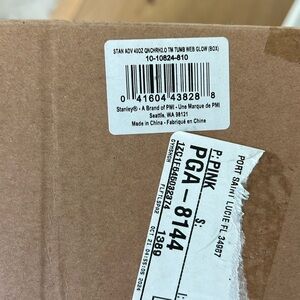 STAN ADV 40OZ QNCHRH2.O TM TUMB WEB GLOW (BOX)
10-10824-810
0 41604 43828 8
Stanley® - A Brand of PMI - Une Marque de PMI
Seattle, WA 98121
Made in China - Fabriqué en Chine
PORT SAINT LUCIE FL 34987
P: PINK
S:
PGA-8144
1389